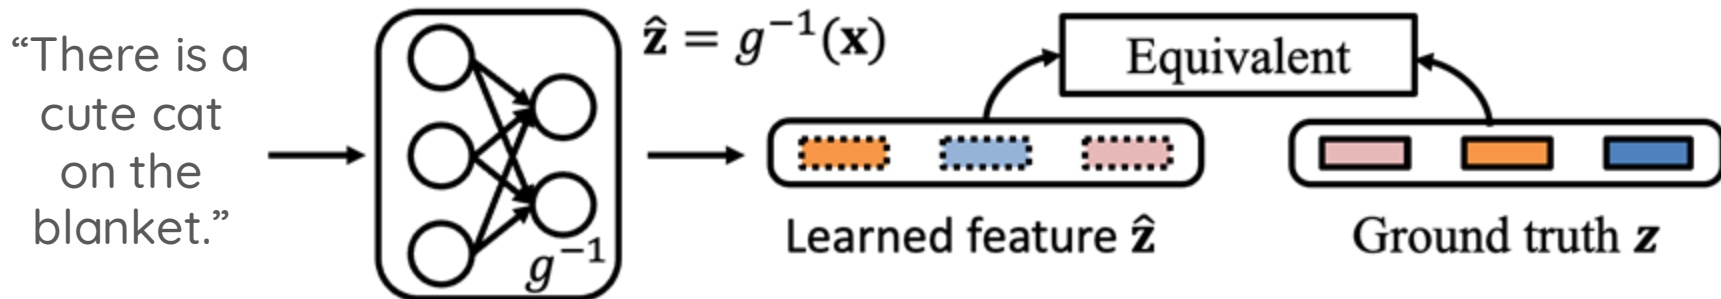 “There is a
cute cat
on the
blanket.”
g⁻¹
ẑ = g⁻¹(x)
Equivalent
Learned feature ẑ
Ground truth z